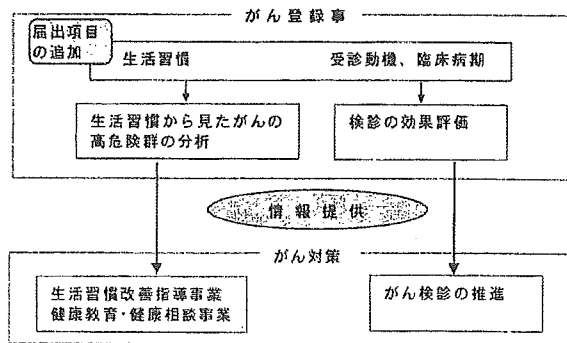 がん登録事
届出項目
の追加
生活習慣 受診動機、臨床病期
生活習慣から見たがんの
高危険群の分析
検診の効果評価
情報提供
がん対策
生活習慣改善指導事業
健康教育・健康相談事業
がん検診の推進